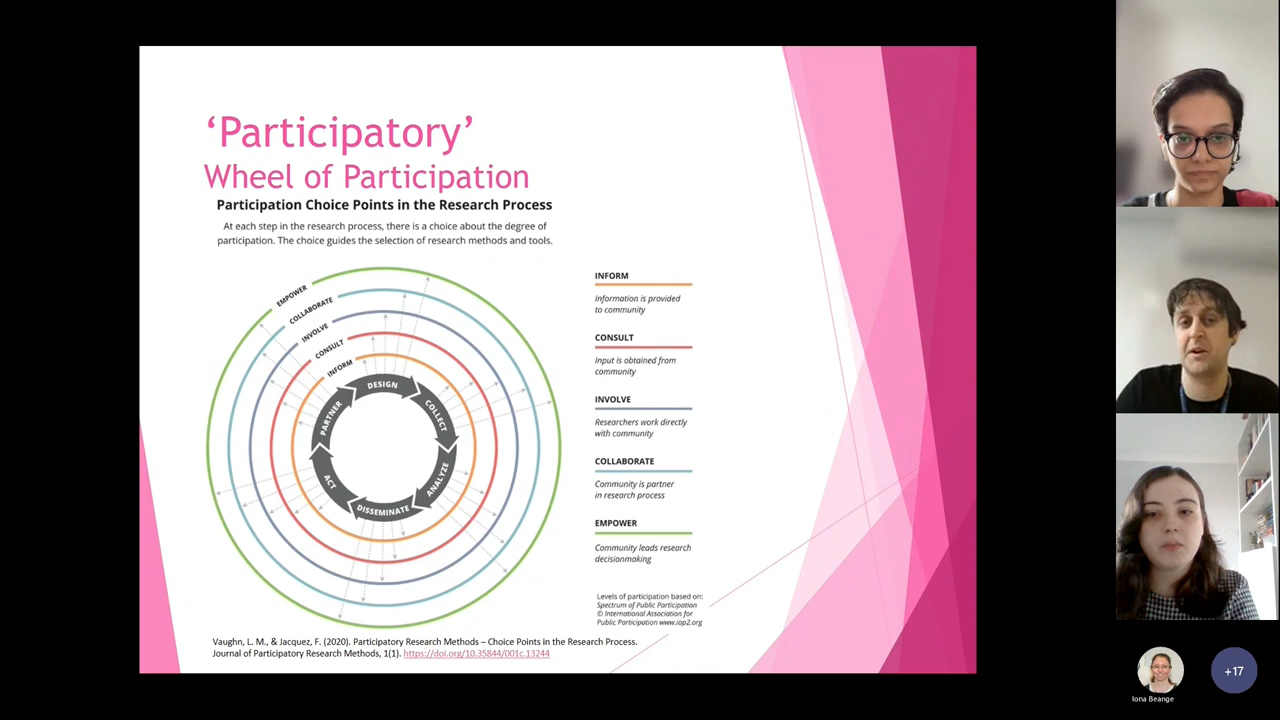 ‘Participatory’
Wheel of Participation
Participation Choice Points in the Research Process
At each step in the research process, there is a choice about the degree of
participation. The choice guides the selection of research methods and tools.
EMPOWER
COLLABORATE
INVOLVE
CONSULT
INFORM
DESIGN
COLLECT
ANALYZE
DISSEMINATE
ACT
PARTNER
INFORM
Information is provided
to community
CONSULT
Input is obtained from
community
INVOLVE
Researchers work directly
with community
COLLABORATE
Community is partner
in research process
EMPOWER
Community leads research
decisionmaking
Levels of participation based on:
Spectrum of Public Participation
© International Association for
Public Participation www.iap2.org
Vaughn, L. M., & Jacquez, F. (2020). Participatory Research Methods – Choice Points in the Research Process.
Journal of Participatory Research Methods, 1(1). https://doi.org/10.35844/001c.13244
Iona Beange
+17